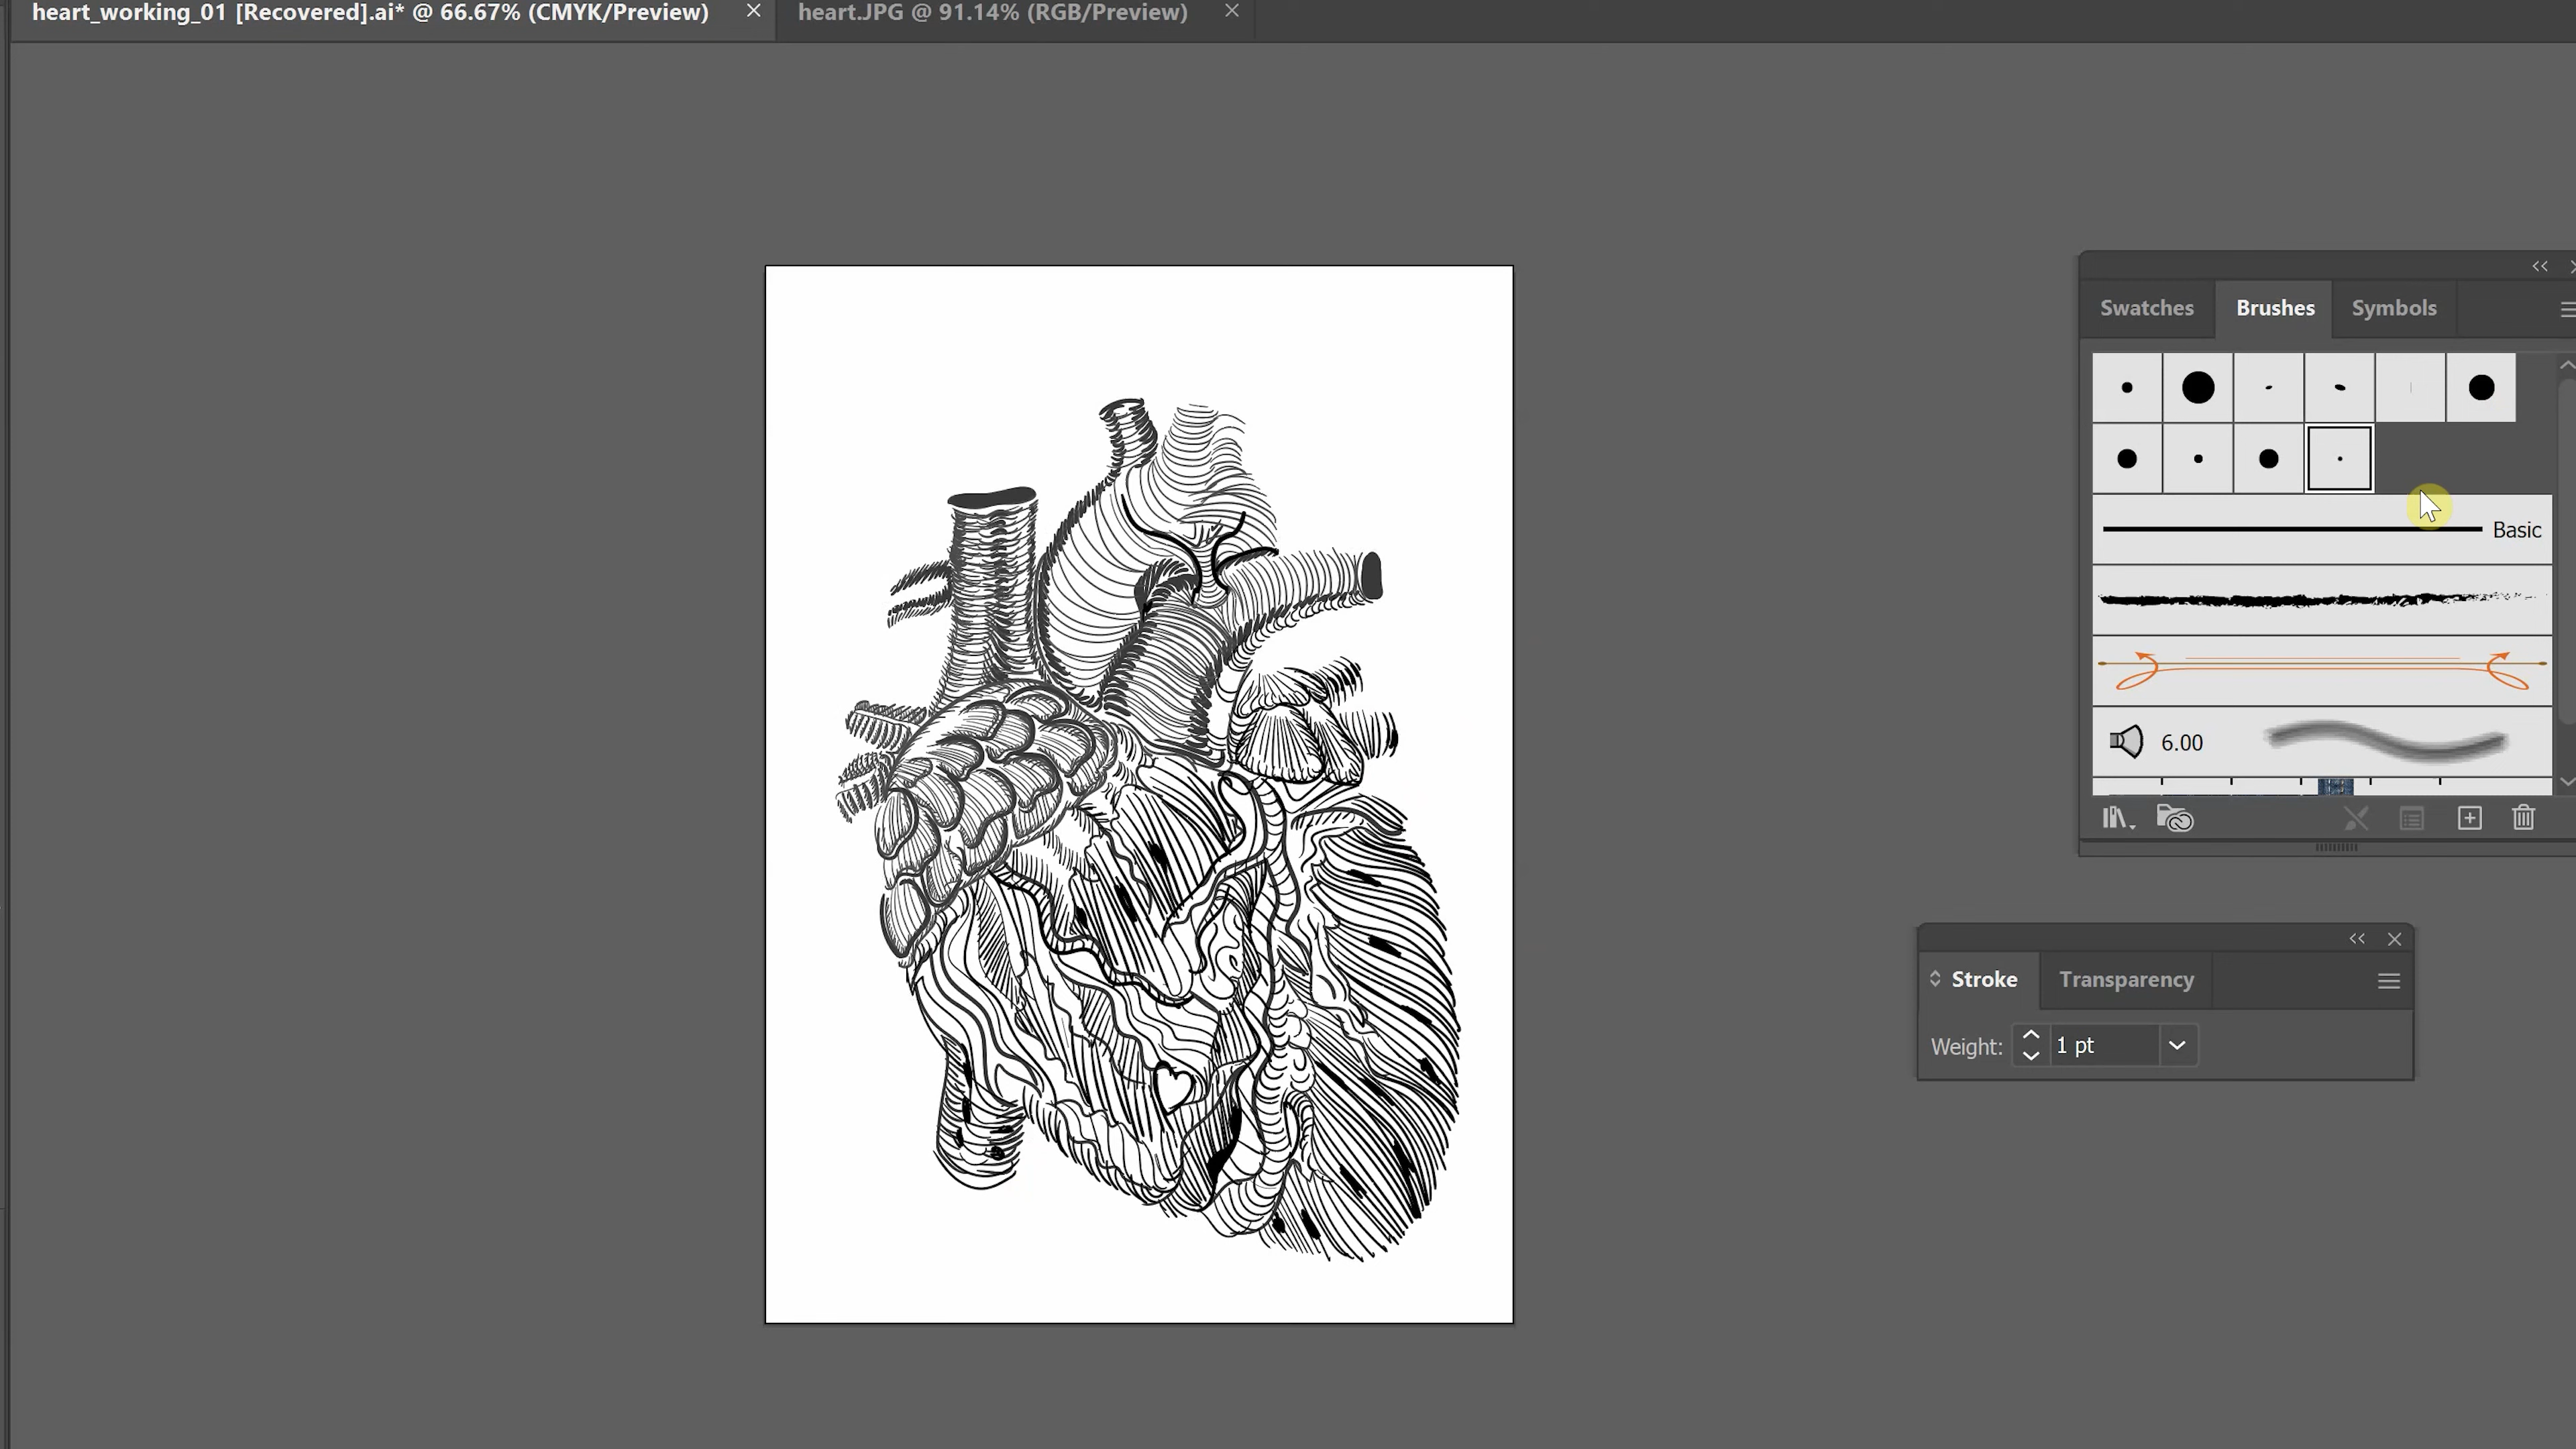 heart_working_01 [Recovered].ai* @ 66.67% (CMYK/Preview)
heart.JPG @ 91.14% (RGB/Preview)
Swatches
Brushes
Symbols
Basic
6.00
Stroke
Transparency
Weight:
1 pt